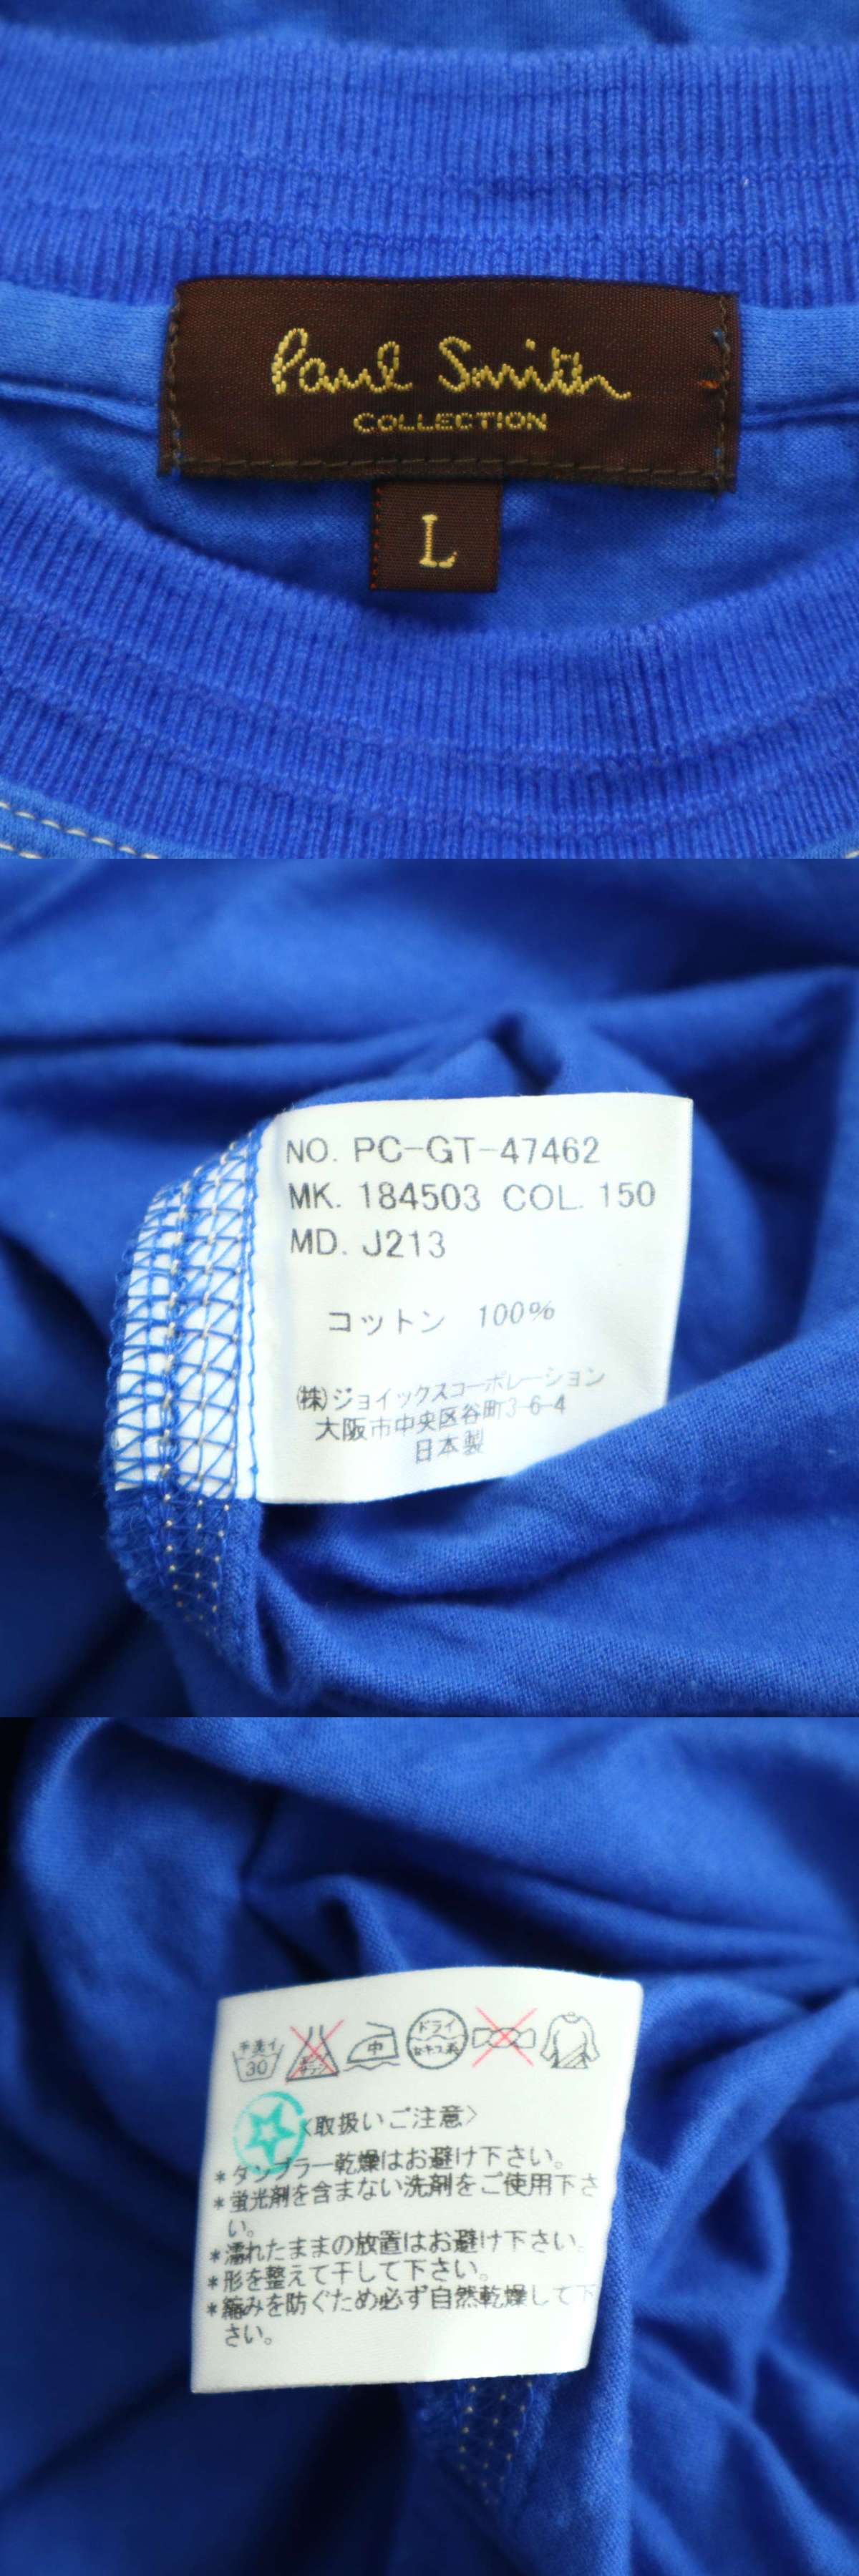 Paul Smith
COLLECTION
L
NO. PC-GT-47462
MK. 184503 COL. 150
MD. J213
コットン 100%
(株)ジョイックスコーポレーション
大阪市中央区谷町3-6-4
日本製
手洗イ 30 中 ドライ
〈取扱いご注意〉
*タンブラー乾燥はお避け下さい。
*蛍光剤を含まない洗剤をご使用下さ
い。
*濡れたままの放置はお避け下さい。
*形を整えて干して下さい。
*縮みを防ぐため必ず自然乾燥して下
さい。